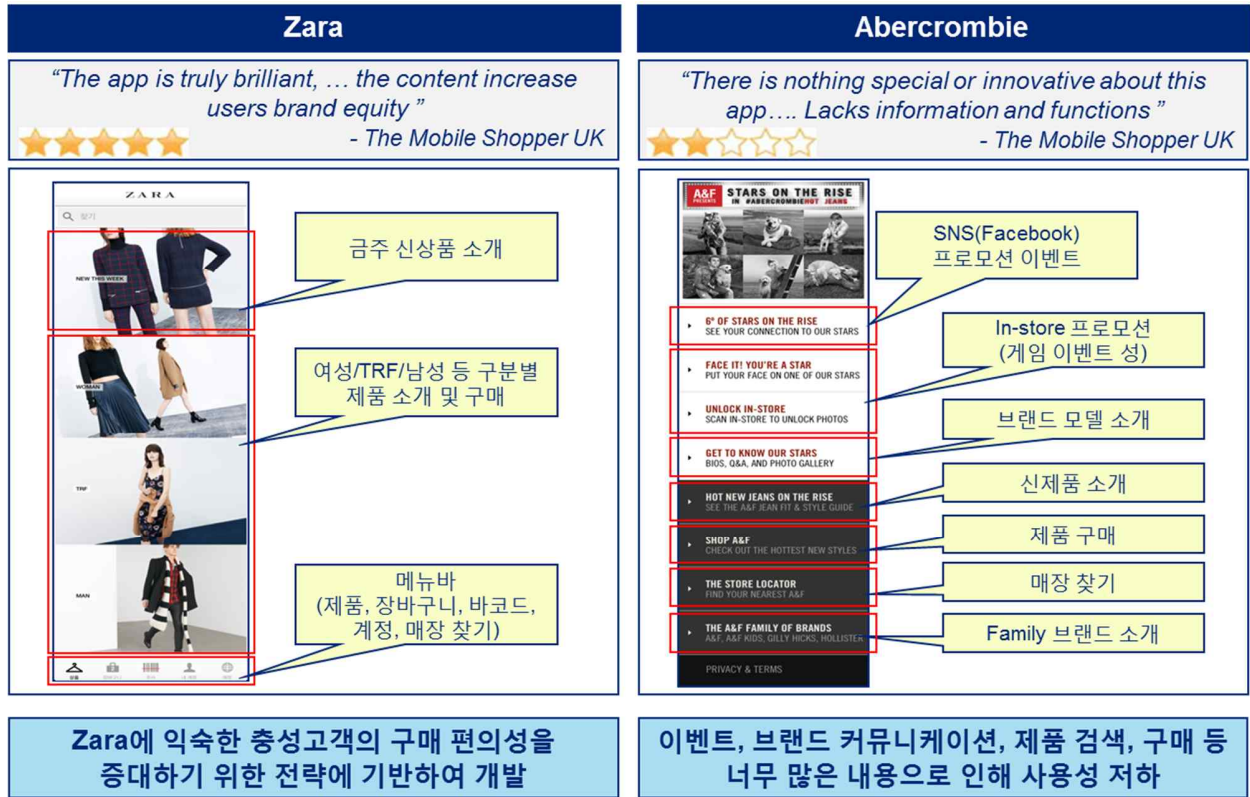 Zara
"The app is truly brilliant, … the content increase
users brand equity "
- The Mobile Shopper UK
ZARA
찾기
NEW THIS WEEK
WOMAN
TRF
MAN
금주 신상품 소개
여성/TRF/남성 등 구분별
제품 소개 및 구매
메뉴바
(제품, 장바구니, 바코드,
계정, 매장 찾기)
Zara에 익숙한 충성고객의 구매 편의성을
증대하기 위한 전략에 기반하여 개발
Abercrombie
"There is nothing special or innovative about this
app…. Lacks information and functions "
- The Mobile Shopper UK
A&F
PRESENTS
STARS ON THE RISE
IN #ABERCROMBIEHOT JEANS
6° OF STARS ON THE RISE
SEE YOUR CONNECTION TO OUR STARS
FACE IT! YOU'RE A STAR
PUT YOUR FACE ON ONE OF OUR STARS
UNLOCK IN-STORE
SCAN IN-STORE TO UNLOCK PHOTOS
GET TO KNOW OUR STARS
BIOS, Q&A, AND PHOTO GALLERY
HOT NEW JEANS ON THE RISE
SEE THE A&F JEAN FIT & STYLE GUIDE
SHOP A&F
CHECK OUT THE HOTTEST NEW STYLES
THE STORE LOCATOR
FIND YOUR NEAREST A&F
THE A&F FAMILY OF BRANDS
A&F, A&F KIDS, GILLY HICKS, HOLLISTER
PRIVACY & TERMS
SNS(Facebook)
프로모션 이벤트
In-store 프로모션
(게임 이벤트 성)
브랜드 모델 소개
신제품 소개
제품 구매
매장 찾기
Family 브랜드 소개
이벤트, 브랜드 커뮤니케이션, 제품 검색, 구매 등
너무 많은 내용으로 인해 사용성 저하